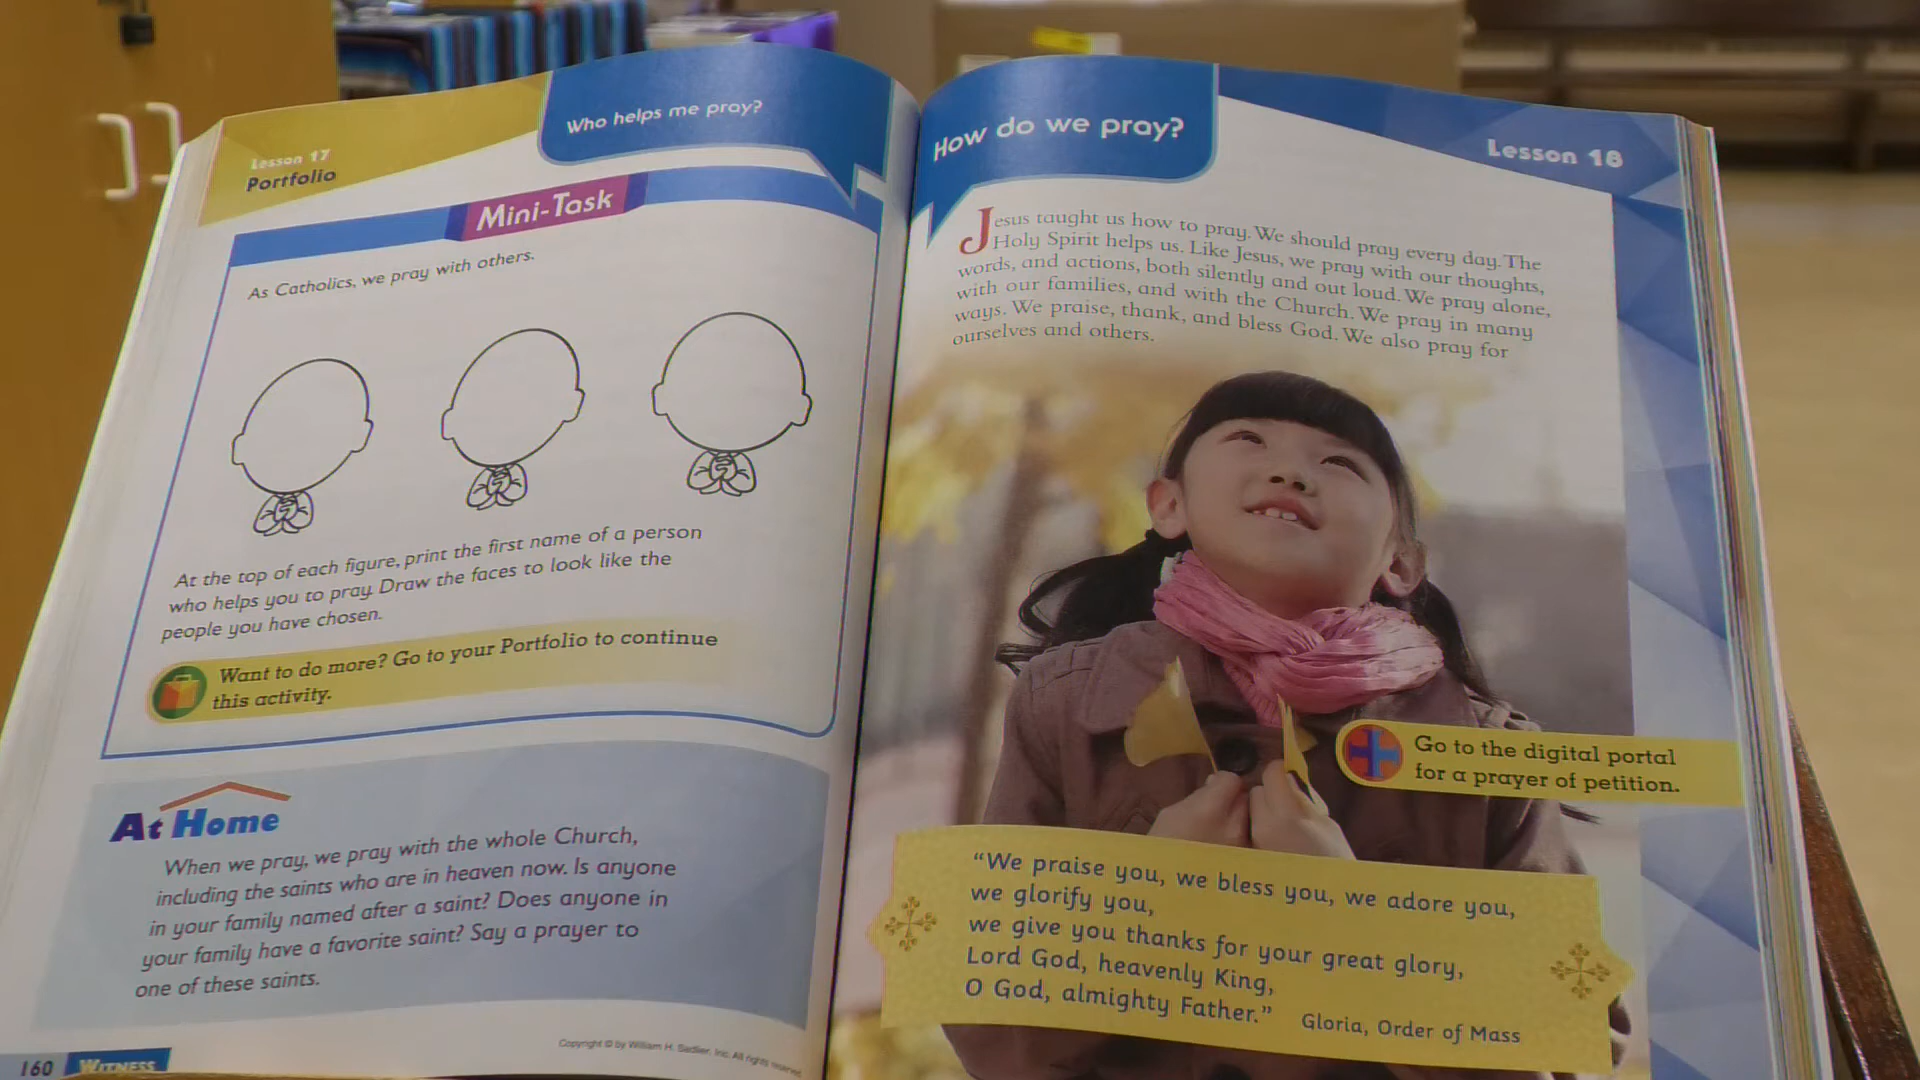 Who helps me pray?
Lesson 17
Portfolio
Mini-Task
As Catholics, we pray with others.
At the top of each figure, print the first name of a person
who helps you to pray. Draw the faces to look like the
people you have chosen.
Want to do more? Go to your Portfolio to continue
this activity.
At Home
When we pray, we pray with the whole Church,
including the saints who are in heaven now. Is anyone
in your family named after a saint? Does anyone in
your family have a favorite saint? Say a prayer to
one of these saints.
Copyright © by William H. Sadlier, Inc. All rights reserved.
160 WITNESS
How do we pray?
Lesson 18
Jesus taught us how to pray. We should pray every day. The
Holy Spirit helps us. Like Jesus, we pray with our thoughts,
words, and actions, both silently and out loud. We pray alone,
with our families, and with the Church. We pray in many
ways. We praise, thank, and bless God. We also pray for
ourselves and others.
Go to the digital portal
for a prayer of petition.
“We praise you, we bless you, we adore you,
we glorify you,
we give you thanks for your great glory,
Lord God, heavenly King,
O God, almighty Father.” Gloria, Order of Mass